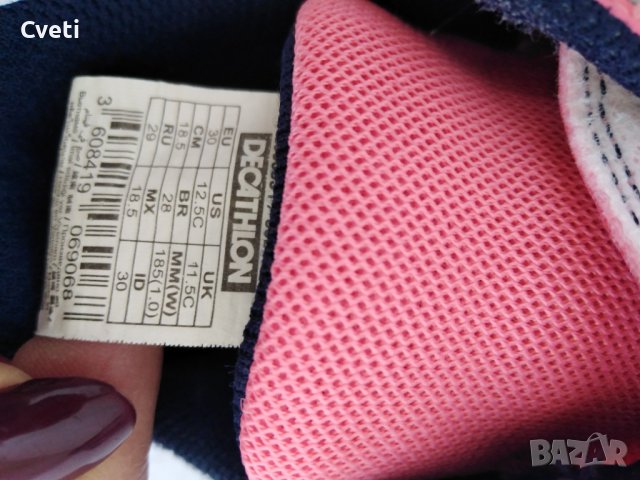 Cveti
DECATHLON
EU US UK
30 12.5C 11.5C
CM BR MM(W)
18.5 28 185(1.0)
RU MX ID
29 18.5 30
3 608419 069068
BAZAR